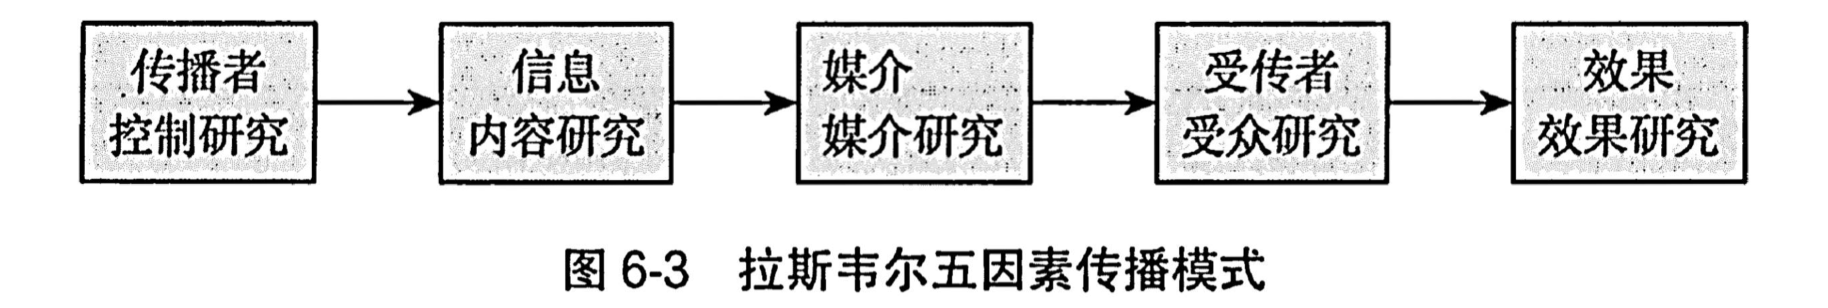 传播者
控制研究
信息
内容研究
媒介
媒介研究
受传者
受众研究
效果
效果研究
图 6-3 拉斯韦尔五因素传播模式